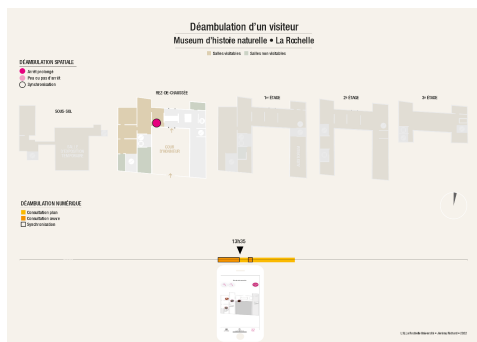 Déambulation d'un visiteur
Museum d'histoire naturelle • La Rochelle
Salles visitables
Salles non visitables
DÉAMBULATION SPATIALE
Arrêt prolongé
Peu ou pas d'arrêt
Synchronisation
SOUS-SOL
REZ-DE-CHAUSSÉE
1er ÉTAGE
2e ÉTAGE
3e ÉTAGE
DÉAMBULATION NUMÉRIQUE
Consultation plan
Consultation œuvre
Synchronisation
13h35